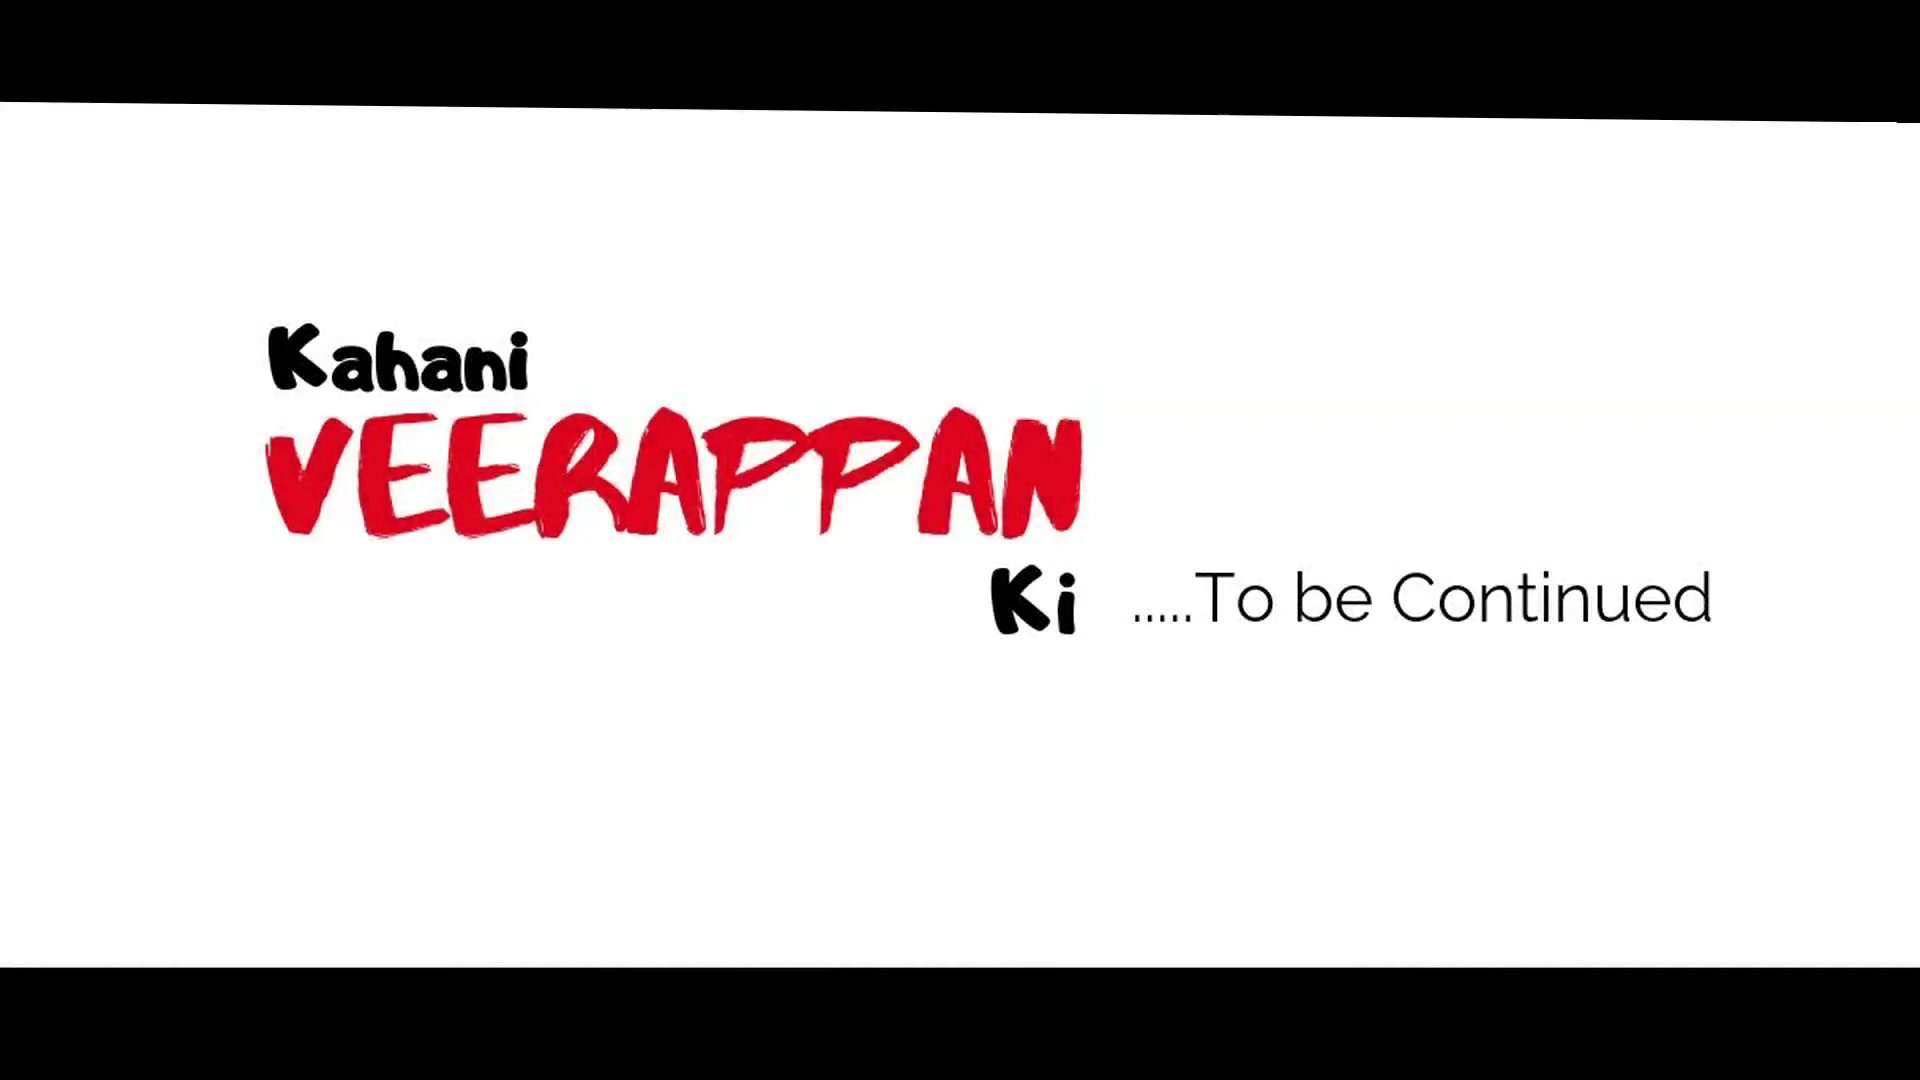 Kahani
VEERAPPAN
Ki .....To be Continued